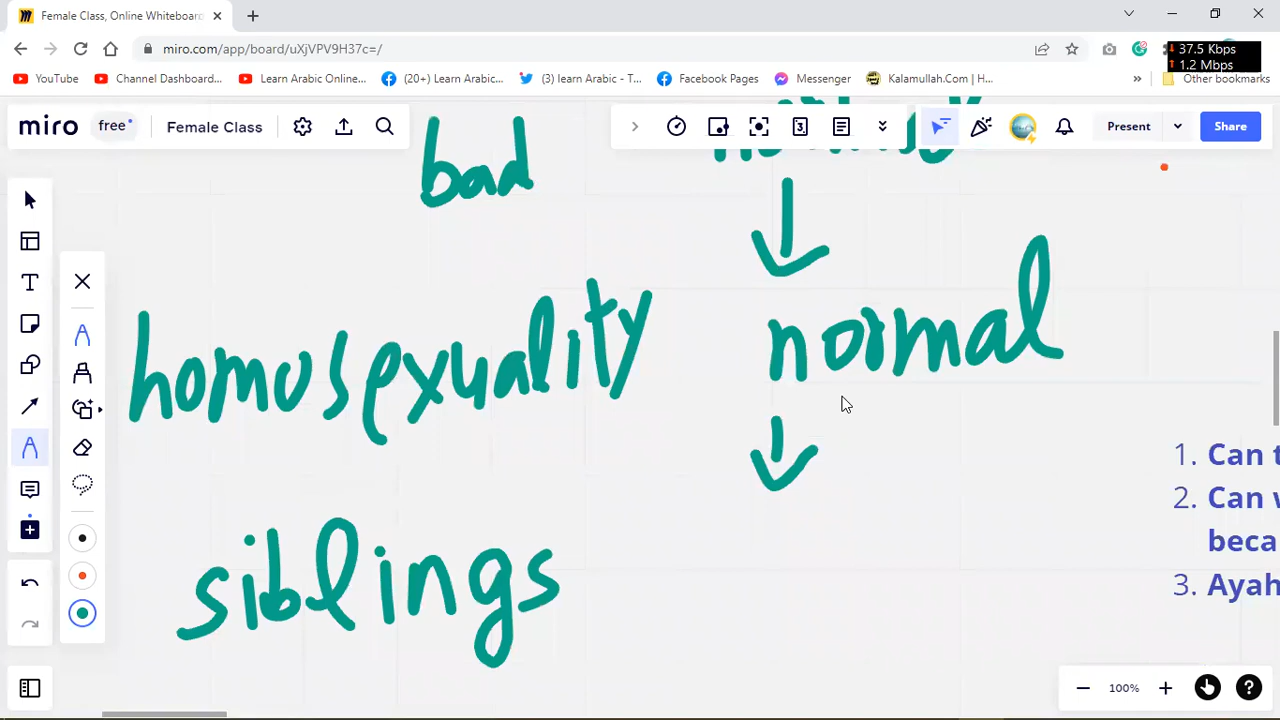 Female Class, Online Whiteboard
miro.com/app/board/uXjVPV9H37c=/
37.5 Kbps
1.2 Mbps
YouTube
Channel Dashboard...
Learn Arabic Online...
(20+) Learn Arabic...
(3) learn Arabic - T...
Facebook Pages
Messenger
Kalamullah.Com | H...
Other bookmarks
miro
free
Female Class
Present
Share
bad
normal
homosexuality
siblings
1. Can t
2. Can w
beca
3. Ayah
100%